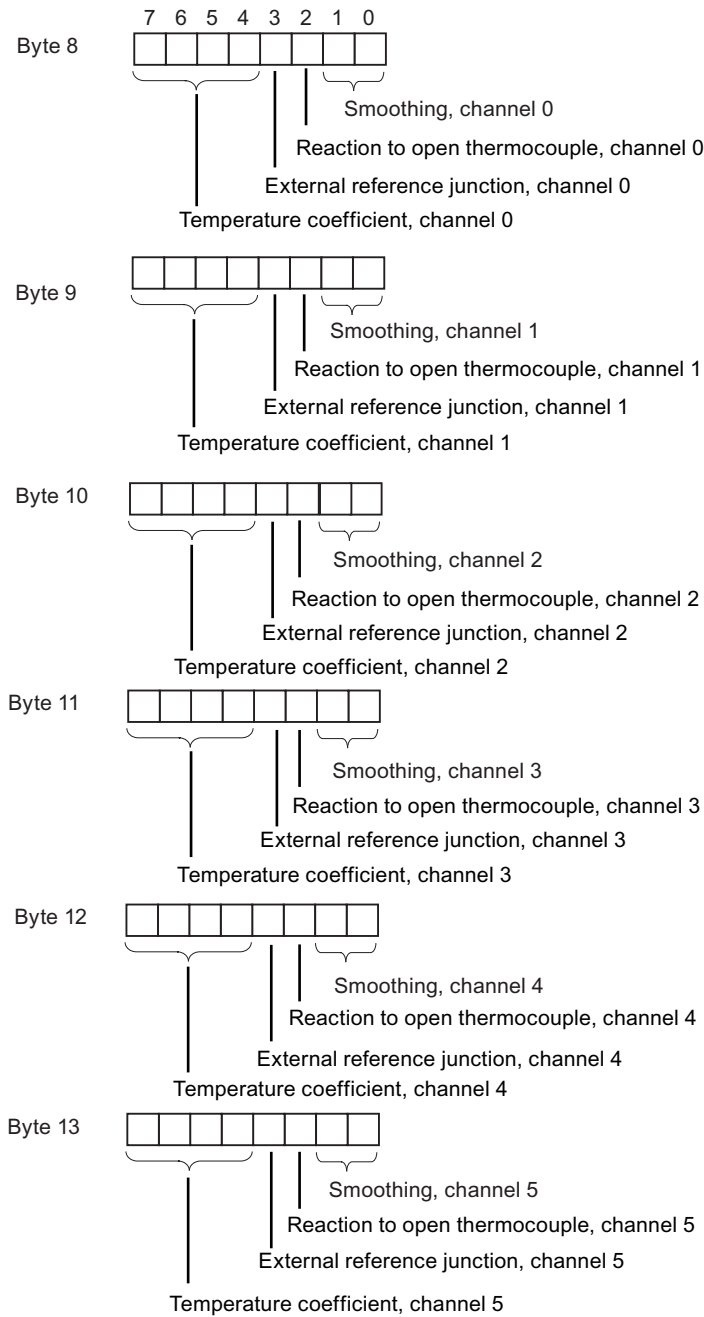 7 6 5 4 3 2 1 0
Byte 8
Smoothing, channel 0
Reaction to open thermocouple, channel 0
External reference junction, channel 0
Temperature coefficient, channel 0
Byte 9
Smoothing, channel 1
Reaction to open thermocouple, channel 1
External reference junction, channel 1
Temperature coefficient, channel 1
Byte 10
Smoothing, channel 2
Reaction to open thermocouple, channel 2
External reference junction, channel 2
Temperature coefficient, channel 2
Byte 11
Smoothing, channel 3
Reaction to open thermocouple, channel 3
External reference junction, channel 3
Temperature coefficient, channel 3
Byte 12
Smoothing, channel 4
Reaction to open thermocouple, channel 4
External reference junction, channel 4
Temperature coefficient, channel 4
Byte 13
Smoothing, channel 5
Reaction to open thermocouple, channel 5
External reference junction, channel 5
Temperature coefficient, channel 5